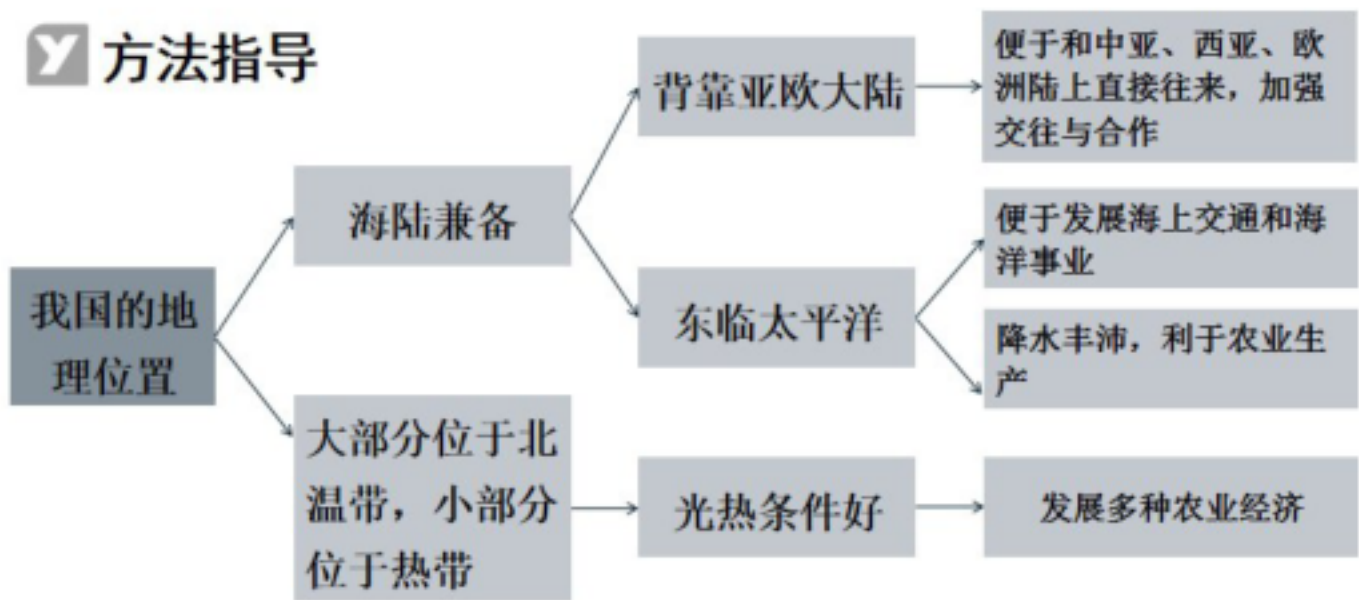 Y 方法指导
我国的地
理位置
海陆兼备
大部分位于北
温带，小部分
位于热带
背靠亚欧大陆
东临太平洋
光热条件好
便于和中亚、西亚、欧
洲陆上直接往来，加强
交往与合作
便于发展海上交通和海
洋事业
降水丰沛，利于农业生
产
发展多种农业经济